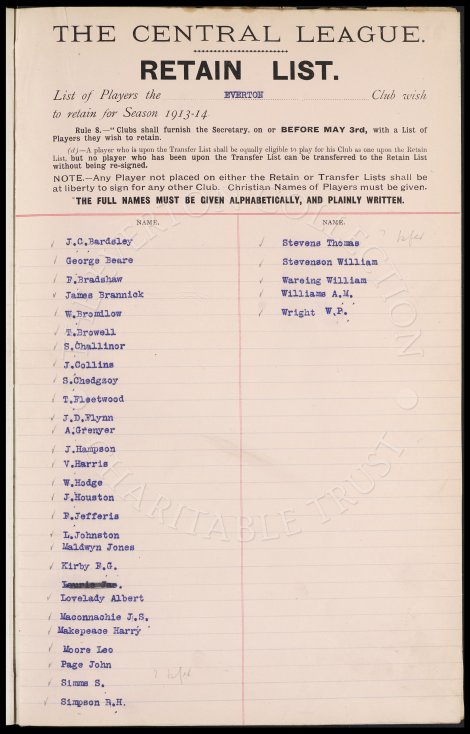 THE CENTRAL LEAGUE.
RETAIN LIST.
List of Players the EVERTON Club wish
to retain for Season 1913-14
Rule 8.—"Clubs shall furnish the Secretary, on or BEFORE MAY 3rd, with a List of
Players they wish to retain.
(d)—A player who is upon the Transfer List shall be equally eligible to play for his Club as one upon the Retain
List, but no player who has been upon the Transfer List can be transferred to the Retain List
without being re-signed.
NOTE.—Any Player not placed on either the Retain or Transfer Lists shall be
at liberty to sign for any other Club. Christian Names of Players must be given.
THE FULL NAMES MUST BE GIVEN ALPHABETICALLY, AND PLAINLY WRITTEN.
NAME.
J.C.Bardsley
George Beare
F.Bradshaw
James Brannick
W.Bromilow
T.Browell
S.Challinor
J.Collins
S.Chedgzoy
T.Fleetwood
J.D.Flynn
A.Grenyer
J.Hampson
V.Harris
W.Hodge
J.Houston
F.Jefferis
L.Johnston
Maldwyn Jones
Kirby F.G.
Lovelady Albert
Maconnachie J.S.
Makepeace Harry
Moore Leo
Page John
Simms S.
Simpson R.H.
NAME.
Stevens Thomas
Stevenson William
Wareing William
Williams A.M.
Wright W.P.
EVERTON COLLECTION
CHARITABLE TRUST